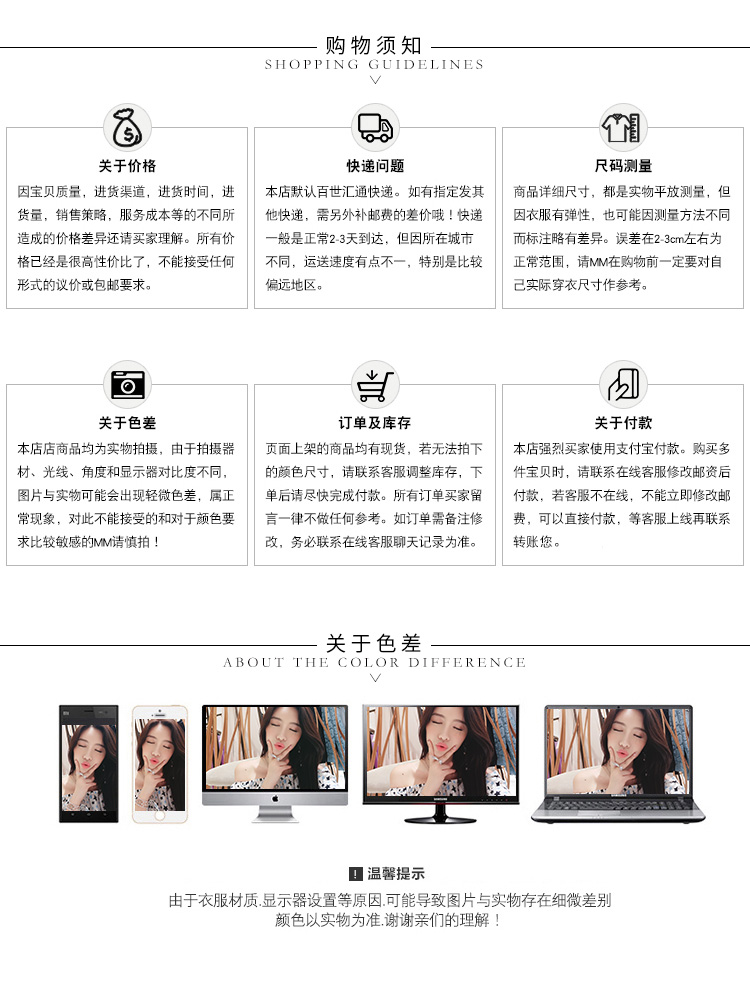 购物须知
SHOPPING GUIDELINES
$
关于价格
因宝贝质量，进货渠道，进货时间，进
货量，销售策略，服务成本等的不同所
造成的价格差异还请买家理解。所有价
格已经是很高性价比了，不能接受任何
形式的议价或包邮要求。
快递问题
本店默认百世汇通快递。如有指定发其
他快递，需另外补邮费的差价哦！快递
一般是正常2-3天到达，但因所在城市
不同，运送速度有点不一，特别是比较
偏远地区。
尺码测量
商品详细尺寸，都是实物平放测量，但
因衣服有弹性，也可能因测量方法不同
而标注略有差异。误差在2-3cm左右为
正常范围，请MM在购物前一定要对自
己实际穿衣尺寸作参考。
关于色差
本店店商品均为实物拍摄，由于拍摄器
材、光线、角度和显示器对比度不同，
图片与实物可能会出现轻微色差，属正
常现象，对此不能接受的和对于颜色要
求比较敏感的MM请慎拍！
订单及库存
页面上架的商品均有现货，若无法拍下
的颜色尺寸，请联系客服调整库存，下
单后请尽快完成付款。所有订单买家留
言一律不做任何参考。如订单需备注修
改，务必联系在线客服聊天记录为准。
关于付款
本店强烈买家使用支付宝付款。购买多
件宝贝时，请联系在线客服修改邮资后
付款，若客服不在线，不能立即修改邮
费，可以直接付款，等客服上线再联系
转账您。
关于色差
ABOUT THE COLOR DIFFERENCE
SAMSUNG
! 温馨提示
由于衣服材质.显示器设置等原因.可能导致图片与实物存在细微差别
颜色以实物为准.谢谢亲们的理解！